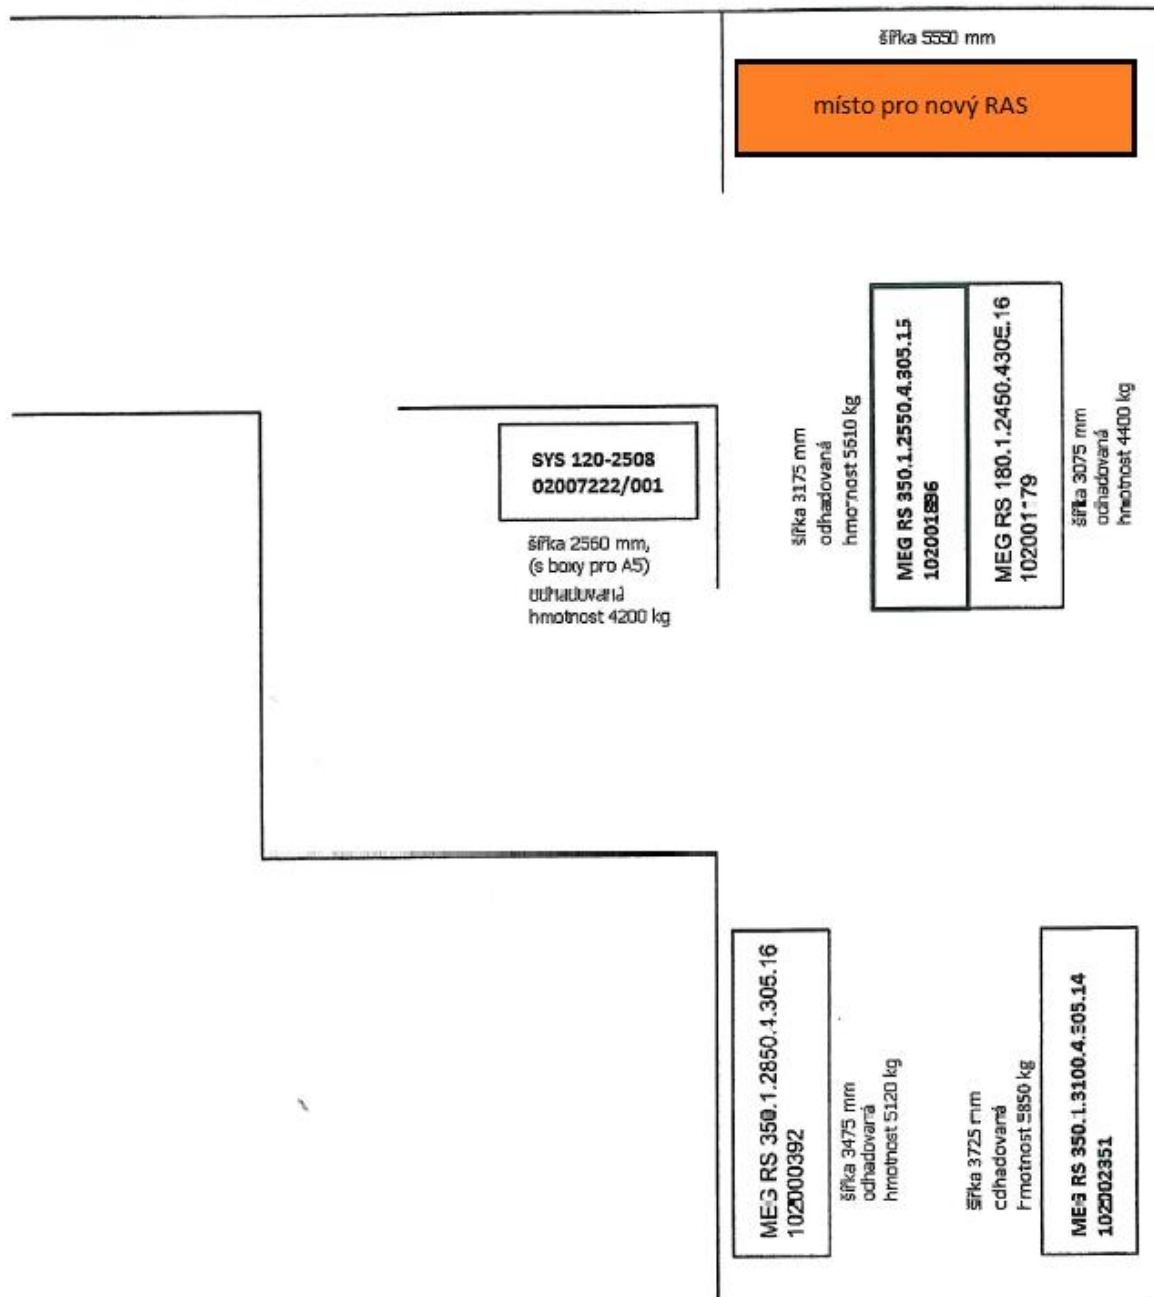 šířka 5550 mm
místo pro nový RAS
šířka 3175 mm
odhadovaná
hmotnost 5610 kg
MEG RS 350.1.2550.4.305.15
102001896
MEG RS 180.1.2450.4305.16
102001179
šířka 3075 mm
odhadovaná
hmotnost 4400 kg
SYS 120-2508
02007222/001
šířka 2560 mm,
(s boxy pro A5)
odhadovaná
hmotnost 4200 kg
MEG RS 350.1.2850.4.305.16
102000392
šířka 3475 mm
odhadovaná
hmotnost 5120 kg
šířka 3725 mm
odhadovaná
hmotnost 5850 kg
MEG RS 350.1.3100.4.305.14
102002351